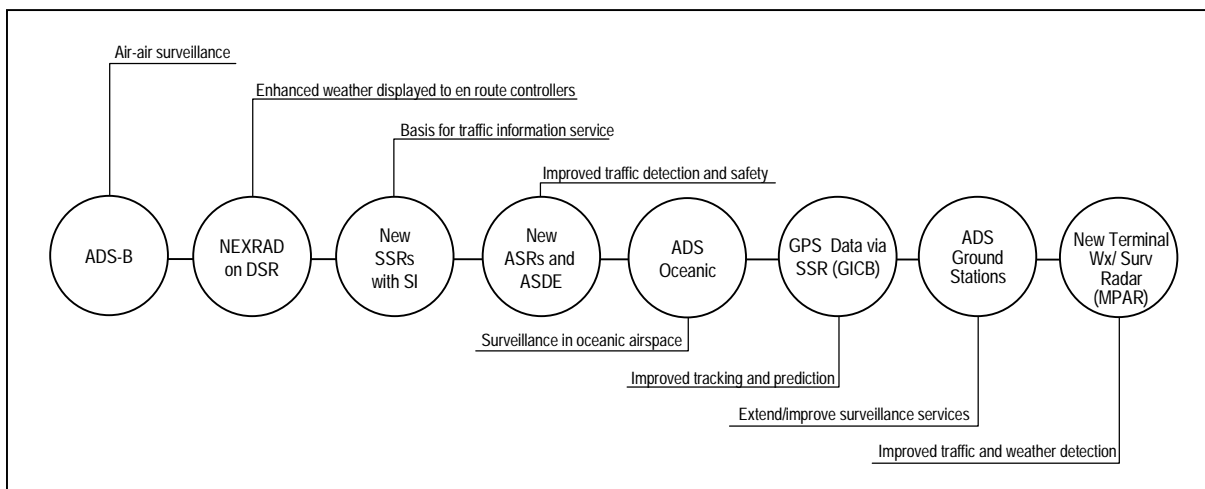 Air-air surveillance
Enhanced weather displayed to en route controllers
Basis for traffic information service
Improved traffic detection and safety
ADS-B
NEXRAD
on DSR
New
SSRs
with SI
New
ASRs and
ASDE
ADS
Oceanic
GPS Data via
SSR (GICB)
ADS
Ground
Stations
New Terminal
Wx/ Surv
Radar
(MPAR)
Surveillance in oceanic airspace
Improved tracking and prediction
Extend/improve surveillance services
Improved traffic and weather detection